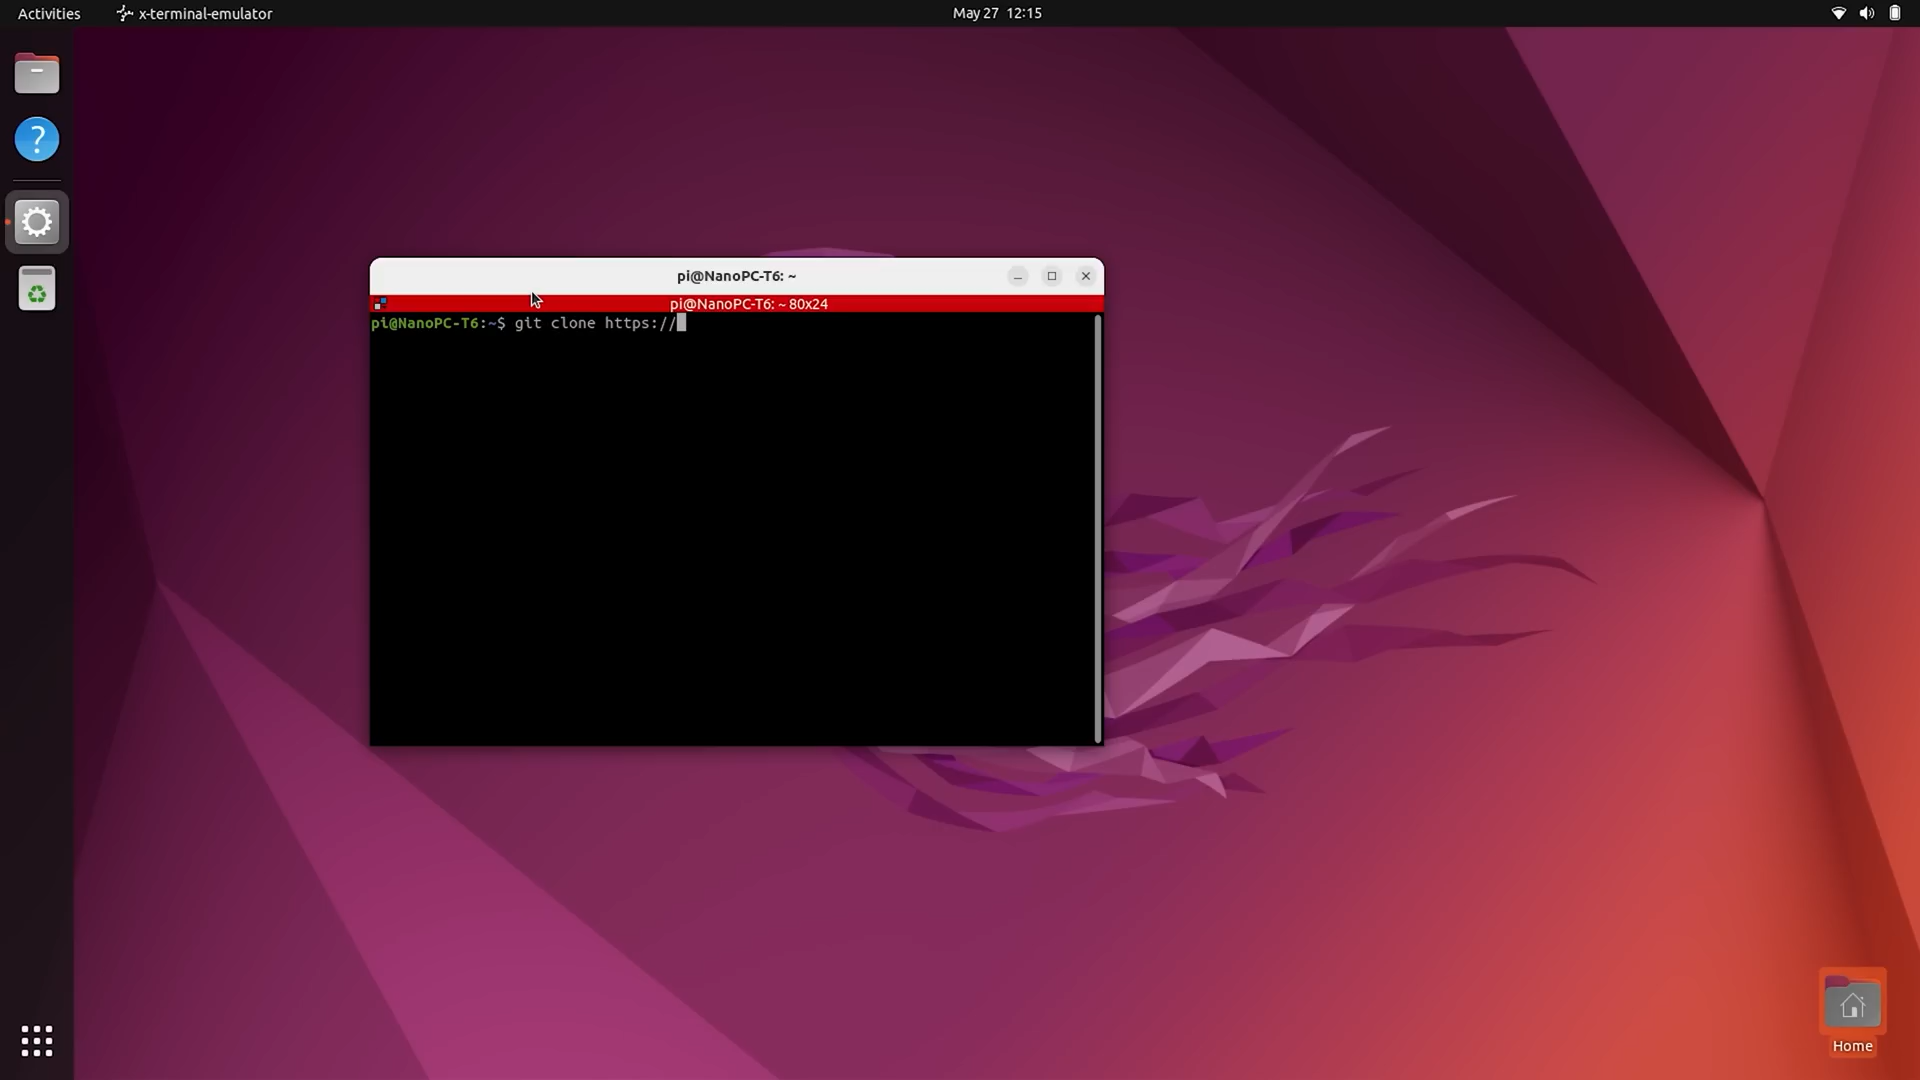 Activities
x-terminal-emulator
May 27 12:15
pi@NanoPC-T6: ~
pi@NanoPC-T6: ~ 80x24
pi@NanoPC-T6:~$ git clone https://
Home